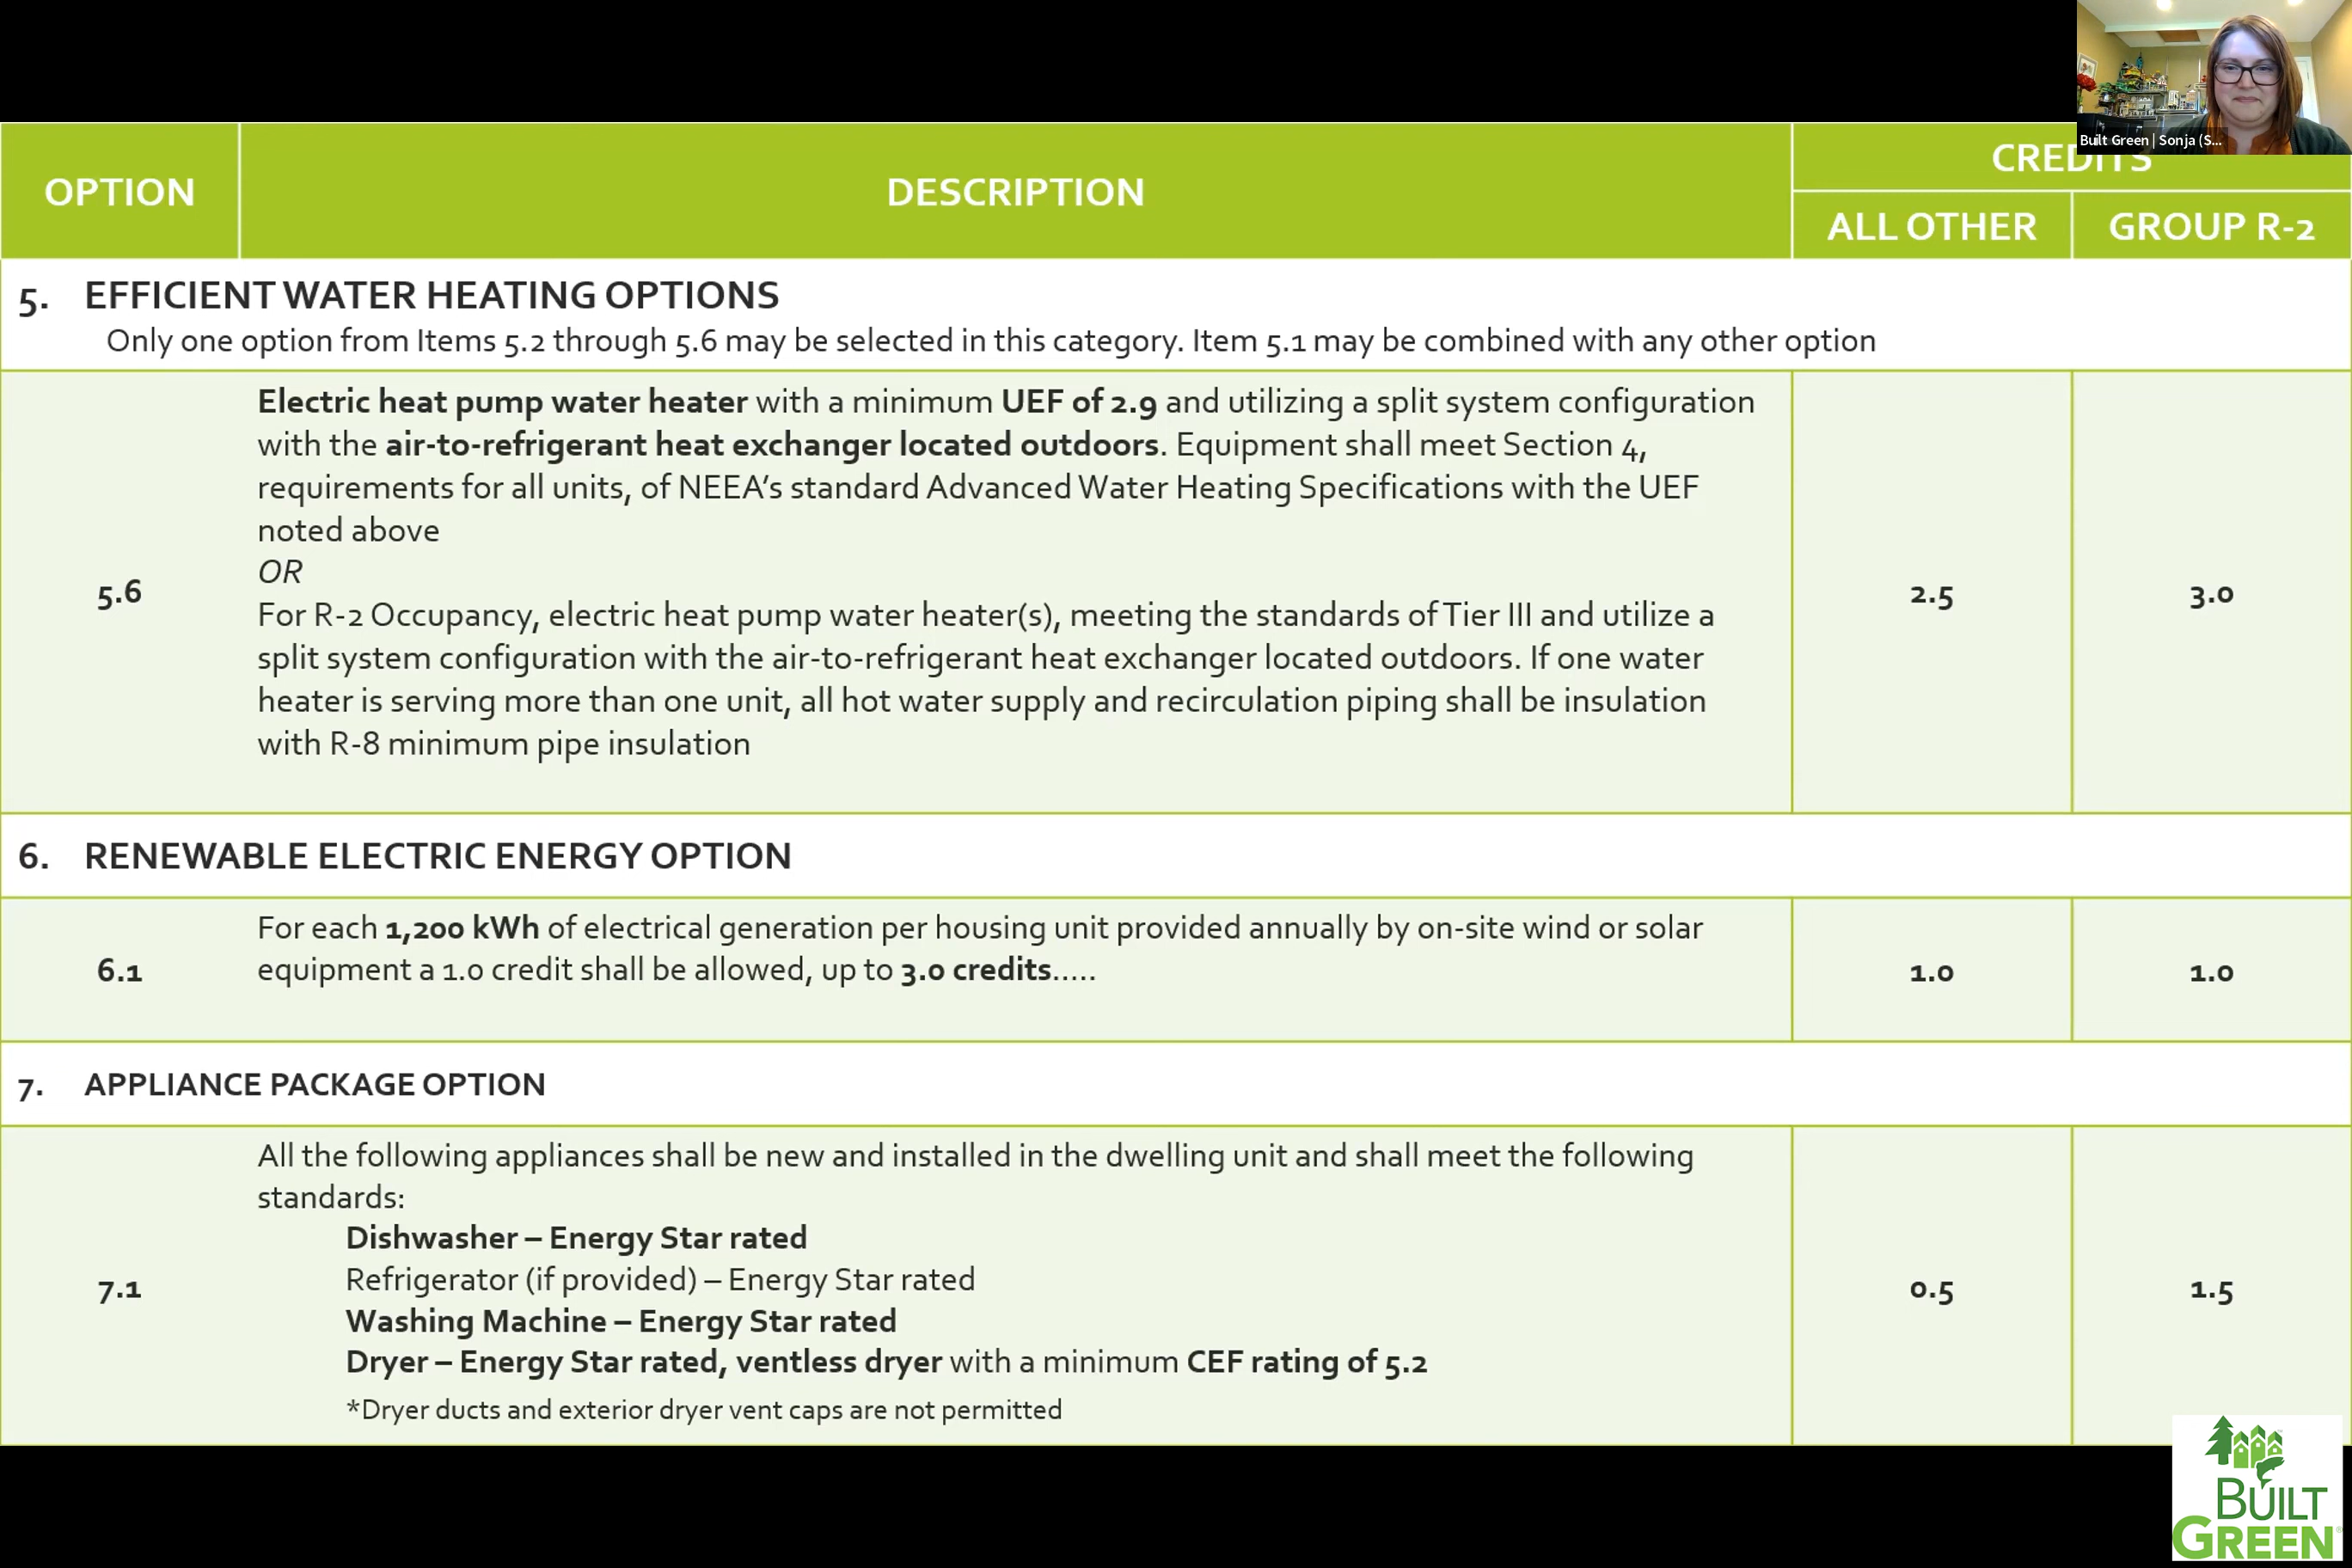 Built Green | Sonja (S...
OPTION
DESCRIPTION
CREDITS
ALL OTHER
GROUP R-2
5. EFFICIENT WATER HEATING OPTIONS
Only one option from Items 5.2 through 5.6 may be selected in this category. Item 5.1 may be combined with any other option
5.6
Electric heat pump water heater with a minimum UEF of 2.9 and utilizing a split system configuration
with the air-to-refrigerant heat exchanger located outdoors. Equipment shall meet Section 4,
requirements for all units, of NEEA's standard Advanced Water Heating Specifications with the UEF
noted above
OR
For R-2 Occupancy, electric heat pump water heater(s), meeting the standards of Tier III and utilize a
split system configuration with the air-to-refrigerant heat exchanger located outdoors. If one water
heater is serving more than one unit, all hot water supply and recirculation piping shall be insulation
with R-8 minimum pipe insulation
2.5
3.0
6. RENEWABLE ELECTRIC ENERGY OPTION
6.1
For each 1,200 kWh of electrical generation per housing unit provided annually by on-site wind or solar
equipment a 1.0 credit shall be allowed, up to 3.0 credits.....
1.0
1.0
7. APPLIANCE PACKAGE OPTION
7.1
All the following appliances shall be new and installed in the dwelling unit and shall meet the following
standards:
Dishwasher – Energy Star rated
Refrigerator (if provided) – Energy Star rated
Washing Machine – Energy Star rated
Dryer – Energy Star rated, ventless dryer with a minimum CEF rating of 5.2
*Dryer ducts and exterior dryer vent caps are not permitted
0.5
1.5
BUILT
GREEN